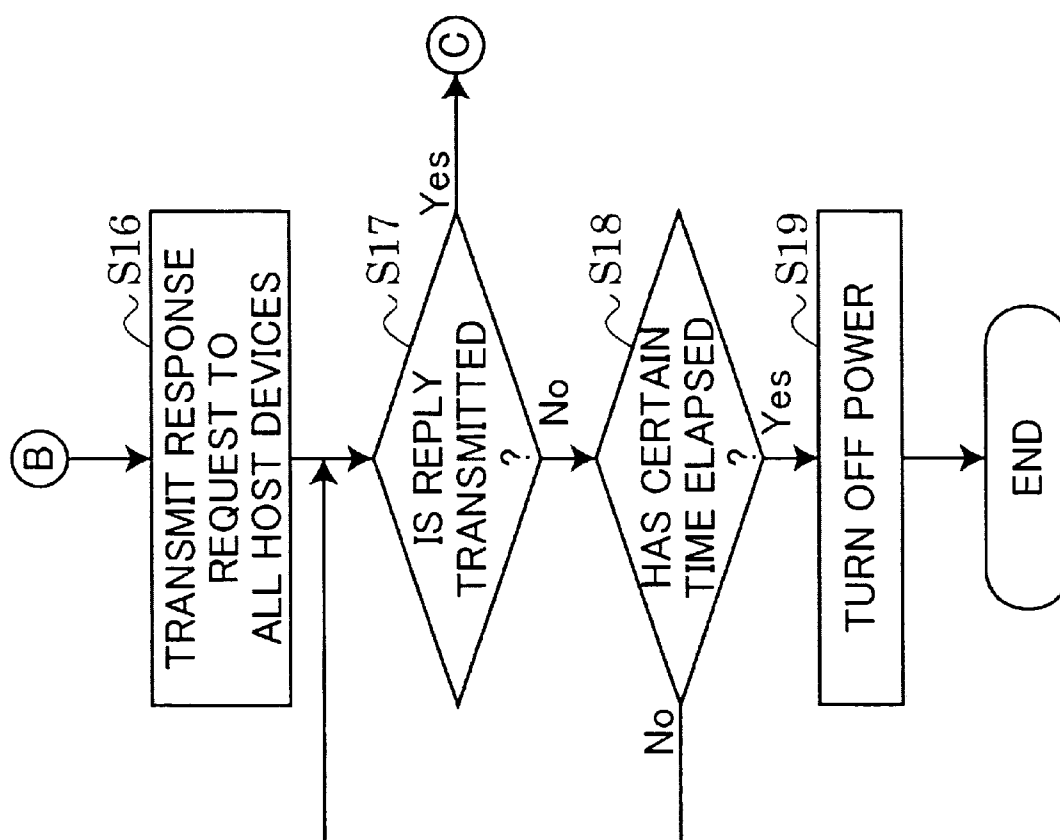 B
S16
TRANSMIT RESPONSE
REQUEST TO
ALL HOST DEVICES
S17
IS REPLY
TRANSMITTED
?
Yes
C
No
S18
HAS CERTAIN
TIME ELAPSED
?
No
Yes
S19
TURN OFF POWER
END